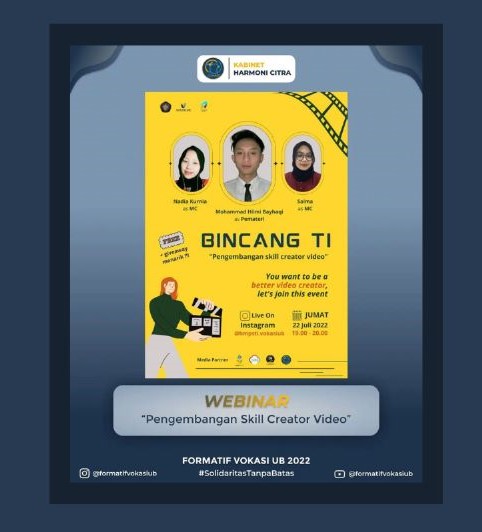 KABINET
HARMONI CITRA
Nadia Kurnia
as MC
Mohammad Hilmi Bayhaqi
as Pemateri
Salma
as MC
FREE
+ giveaway
menarik !!
BINCANG TI
"Pengembangan skill creator video"
You want to be a
better video creator,
let's join this event
Live On
Instagram
@kmpti.vokasiub
JUMAT
22 Juli 2022
19.00 - 20.00
Media Partner
WEBINAR
"Pengembangan Skill Creator Video"
FORMATIF VOKASI UB 2022
@formatifvokasiub
#SolidaritasTanpaBatas
@formatifvokasiub